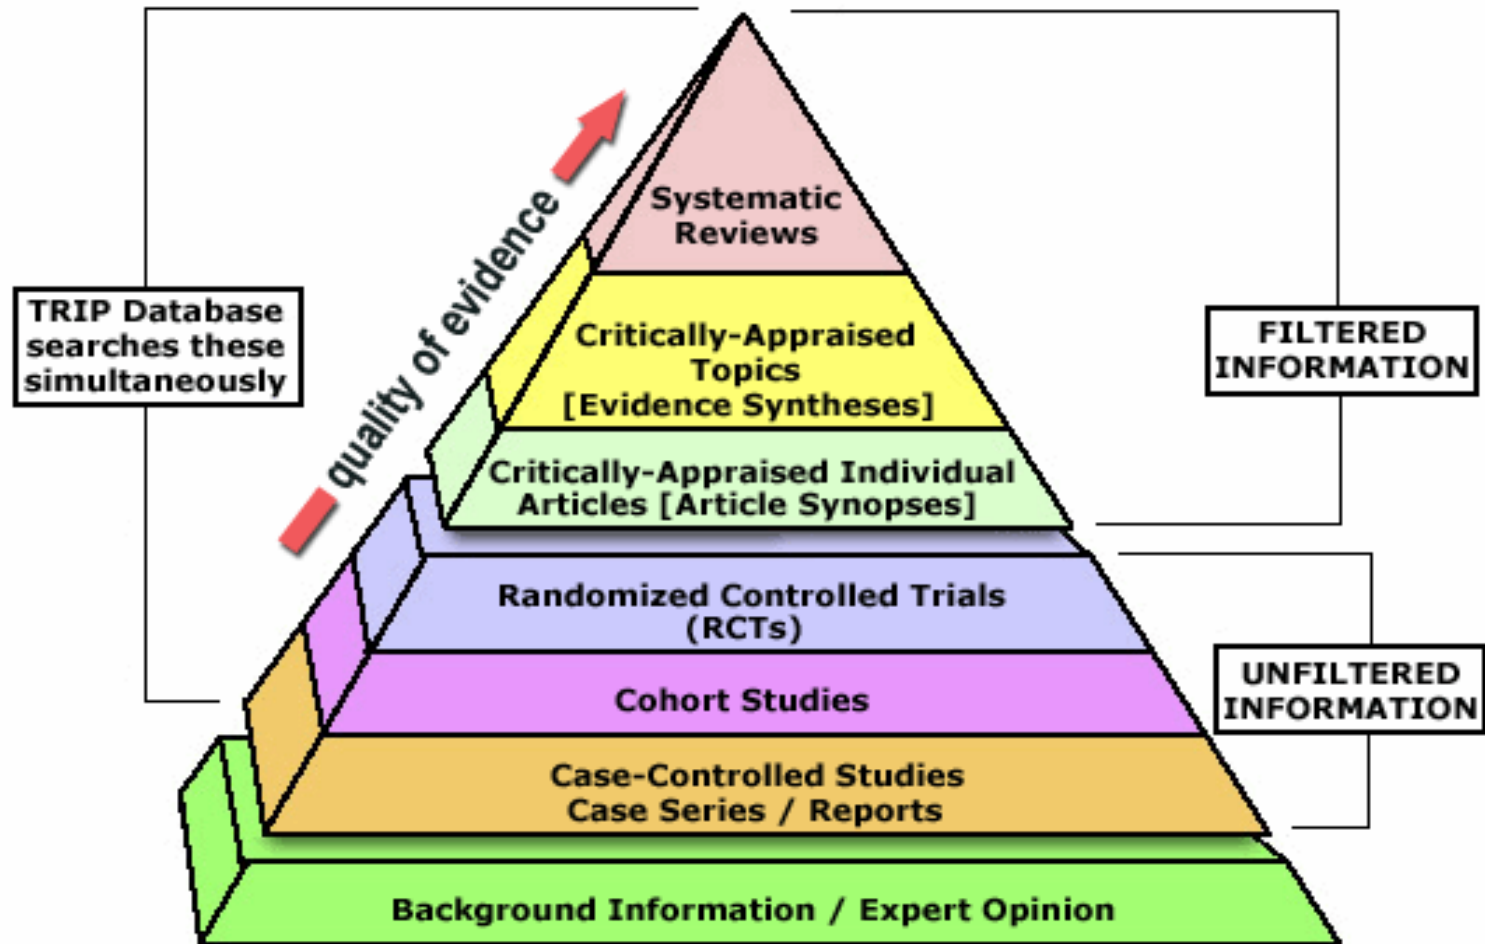 Systematic
Reviews
Critically-Appraised
Topics
[Evidence Syntheses]
Critically-Appraised Individual
Articles [Article Synopses]
Randomized Controlled Trials
(RCTs)
Cohort Studies
Case-Controlled Studies
Case Series / Reports
Background Information / Expert Opinion
quality of evidence
TRIP Database
searches these
simultaneously
FILTERED
INFORMATION
UNFILTERED
INFORMATION